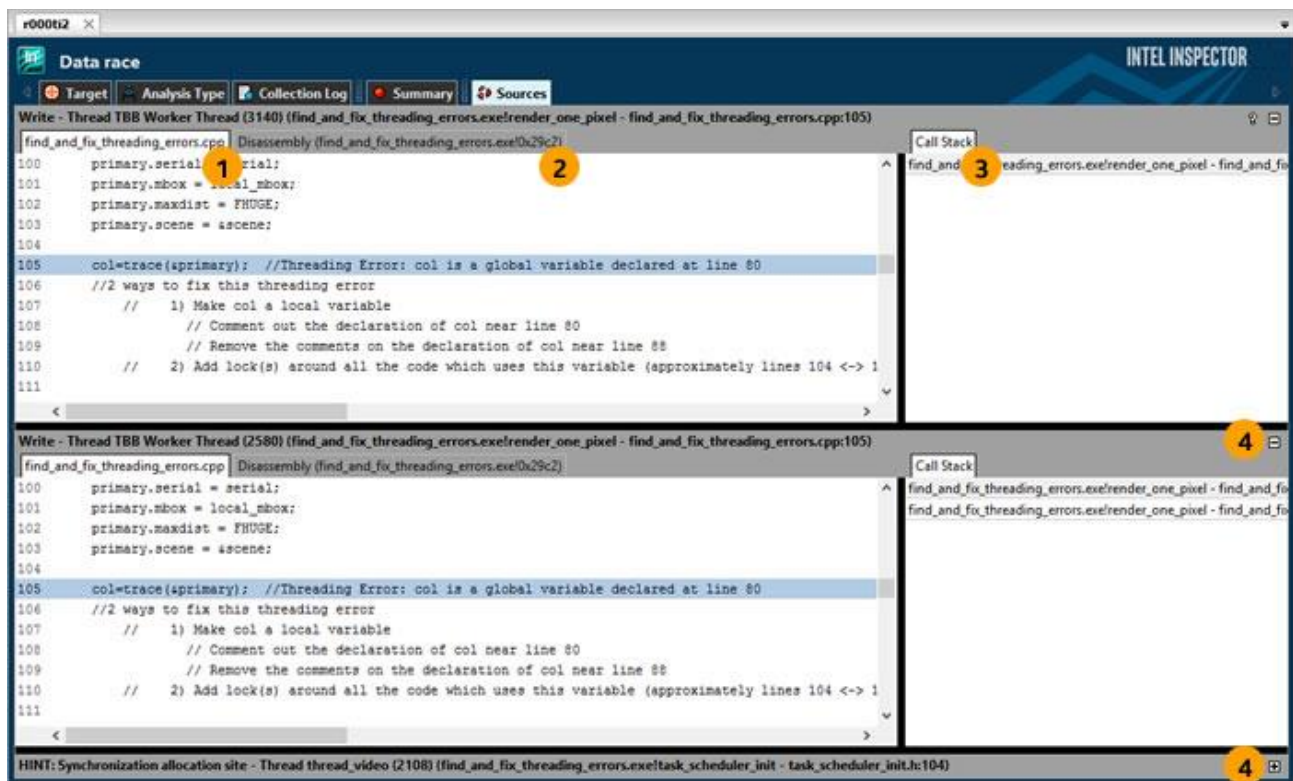 r000ti2
Data race
INTEL INSPECTOR
Target Analysis Type Collection Log Summary Sources
Write - Thread TBB Worker Thread (3140) (find_and_fix_threading_errors.exe!render_one_pixel - find_and_fix_threading_errors.cpp:105)
find_and_fix_threading_errors.cpp Disassembly (find_and_fix_threading_errors.exe!0x29c2) Call Stack
1 2 3
100 primary.serial rial;
find_and eading_errors.exe!render_one_pixel - find_and_fix
101 primary.mbox = local_mbox;
102 primary.maxdist = FHUGE;
103 primary.scene = &scene;
104
105 col=trace(&primary); //Threading Error: col is a global variable declared at line 80
106 //2 ways to fix this threading error
107 // 1) Make col a local variable
108 // Comment out the declaration of col near line 80
109 // Remove the comments on the declaration of col near line 88
110 // 2) Add lock(s) around all the code which uses this variable (approximately lines 104 <-> 1
111
Write - Thread TBB Worker Thread (2580) (find_and_fix_threading_errors.exe!render_one_pixel - find_and_fix_threading_errors.cpp:105) 4
find_and_fix_threading_errors.cpp Disassembly (find_and_fix_threading_errors.exe!0x29c2) Call Stack
100 primary.serial = serial;
find_and_fix_threading_errors.exe!render_one_pixel - find_and_fix
101 primary.mbox = local_mbox;
find_and_fix_threading_errors.exe!render_one_pixel - find_and_fix
102 primary.maxdist = FHUGE;
103 primary.scene = &scene;
104
105 col=trace(&primary); //Threading Error: col is a global variable declared at line 80
106 //2 ways to fix this threading error
107 // 1) Make col a local variable
108 // Comment out the declaration of col near line 80
109 // Remove the comments on the declaration of col near line 88
110 // 2) Add lock(s) around all the code which uses this variable (approximately lines 104 <-> 1
111
HINT: Synchronization allocation site - Thread thread_video (2108) (find_and_fix_threading_errors.exe!task_scheduler_init - task_scheduler_init.h:104) 4